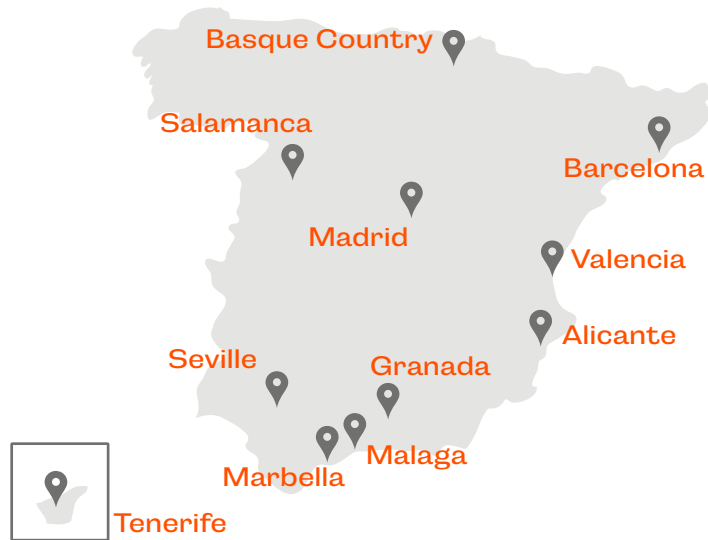 Basque Country
Salamanca
Barcelona
Madrid
Valencia
Alicante
Seville
Granada
Malaga
Marbella
Tenerife